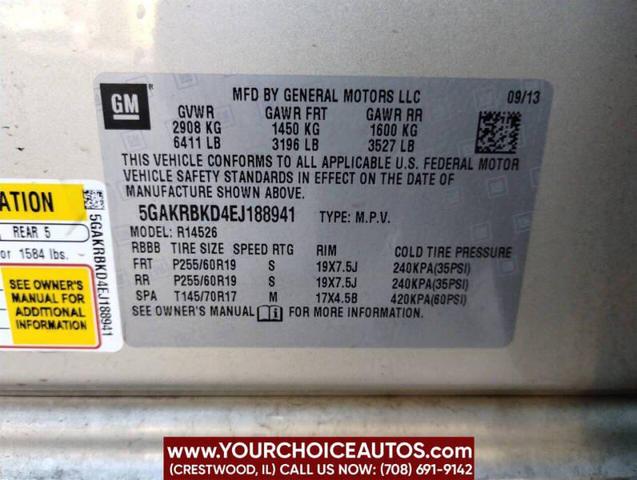 GM
®
MFD BY GENERAL MOTORS LLC 09/13
GVWR GAWR FRT GAWR RR
2908 KG 1450 KG 1600 KG
6411 LB 3196 LB 3527 LB
THIS VEHICLE CONFORMS TO ALL APPLICABLE U.S. FEDERAL MOTOR
VEHICLE SAFETY STANDARDS IN EFFECT ON THE DATE OF
MANUFACTURE SHOWN ABOVE.
5GAKRBKD4EJ188941 TYPE: M.P.V.
MODEL: R14526
RBBB TIRE SIZE SPEED RTG RIM COLD TIRE PRESSURE
FRT P255/60R19 S 19X7.5J 240KPA(35PSI)
RR P255/60R19 S 19X7.5J 240KPA(35PSI)
SPA T145/70R17 M 17X4.5B 420KPA(60PSI)
SEE OWNER'S MANUAL FOR MORE INFORMATION
REAR 5
r 1584 lbs.
SEE OWNER'S
MANUAL FOR
ADDITIONAL
INFORMATION
5GAKRBKD4EJ188941
WWW.YOURCHOICEAUTOS.COM
(CRESTWOOD, IL) CALL US NOW: (708) 691-9142